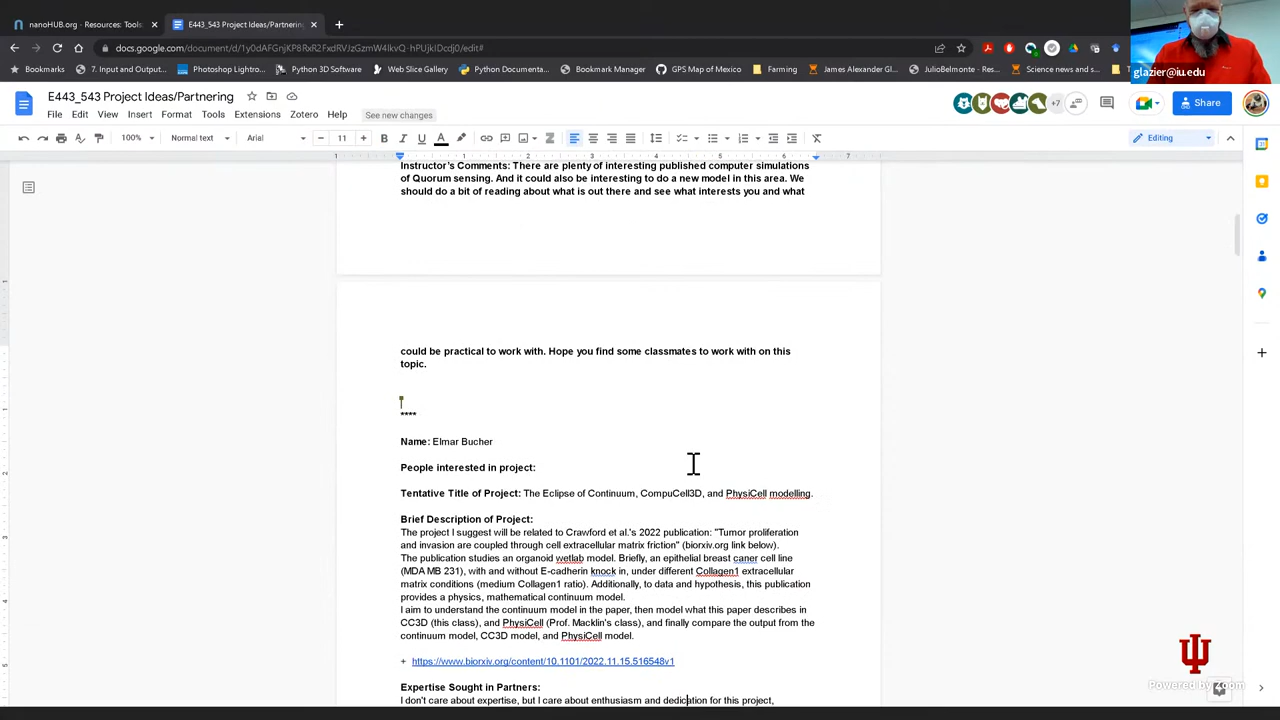 nanoHUB.org - Resources: Tools:
E443_543 Project Ideas/Partnering
docs.google.com/document/d/1y0dAFGnjKP8RxR2FxdRVJzGzmW4lkvQ-hPUjkIDcdj0/edit#
Bookmarks
7. Input and Output...
Photoshop Lightro...
Python 3D Software
Web Slice Gallery
Python Documenta...
Bookmark Manager
GPS Map of Mexico
Farming
James Alexander Gl...
JulioBelmonte - Res...
Science news and s...
glazier@iu.edu
E443_543 Project Ideas/Partnering
File Edit View Insert Format Tools Extensions Zotero Help See new changes
+7
Share
100% Normal text Arial 11 Editing
1 1 2 3 4 5 6 7
Instructor's Comments: There are plenty of interesting published computer simulations
of Quorum sensing. And it could also be interesting to do a new model in this area. We
should do a bit of reading about what is out there and see what interests you and what
could be practical to work with. Hope you find some classmates to work with on this
topic.
****
Name: Elmar Bucher
People interested in project:
Tentative Title of Project: The Eclipse of Continuum, CompuCell3D, and PhysiCell modelling.
Brief Description of Project:
The project I suggest will be related to Crawford et al.'s 2022 publication: "Tumor proliferation
and invasion are coupled through cell extracellular matrix friction" (biorxiv.org link below).
The publication studies an organoid wetlab model. Briefly, an epithelial breast caner cell line
(MDA MB 231), with and without E-cadherin knock in, under different Collagen1 extracellular
matrix conditions (medium Collagen1 ratio). Additionally, to data and hypothesis, this publication
provides a physics, mathematical continuum model.
I aim to understand the continuum model in the paper, then model what this paper describes in
CC3D (this class), and PhysiCell (Prof. Macklin's class), and finally compare the output from the
continuum model, CC3D model, and PhysiCell model.
+ https://www.biorxiv.org/content/10.1101/2022.11.15.516548v1
Expertise Sought in Partners:
I don't care about expertise, but I care about enthusiasm and dedication for this project,
Powered by Zoom